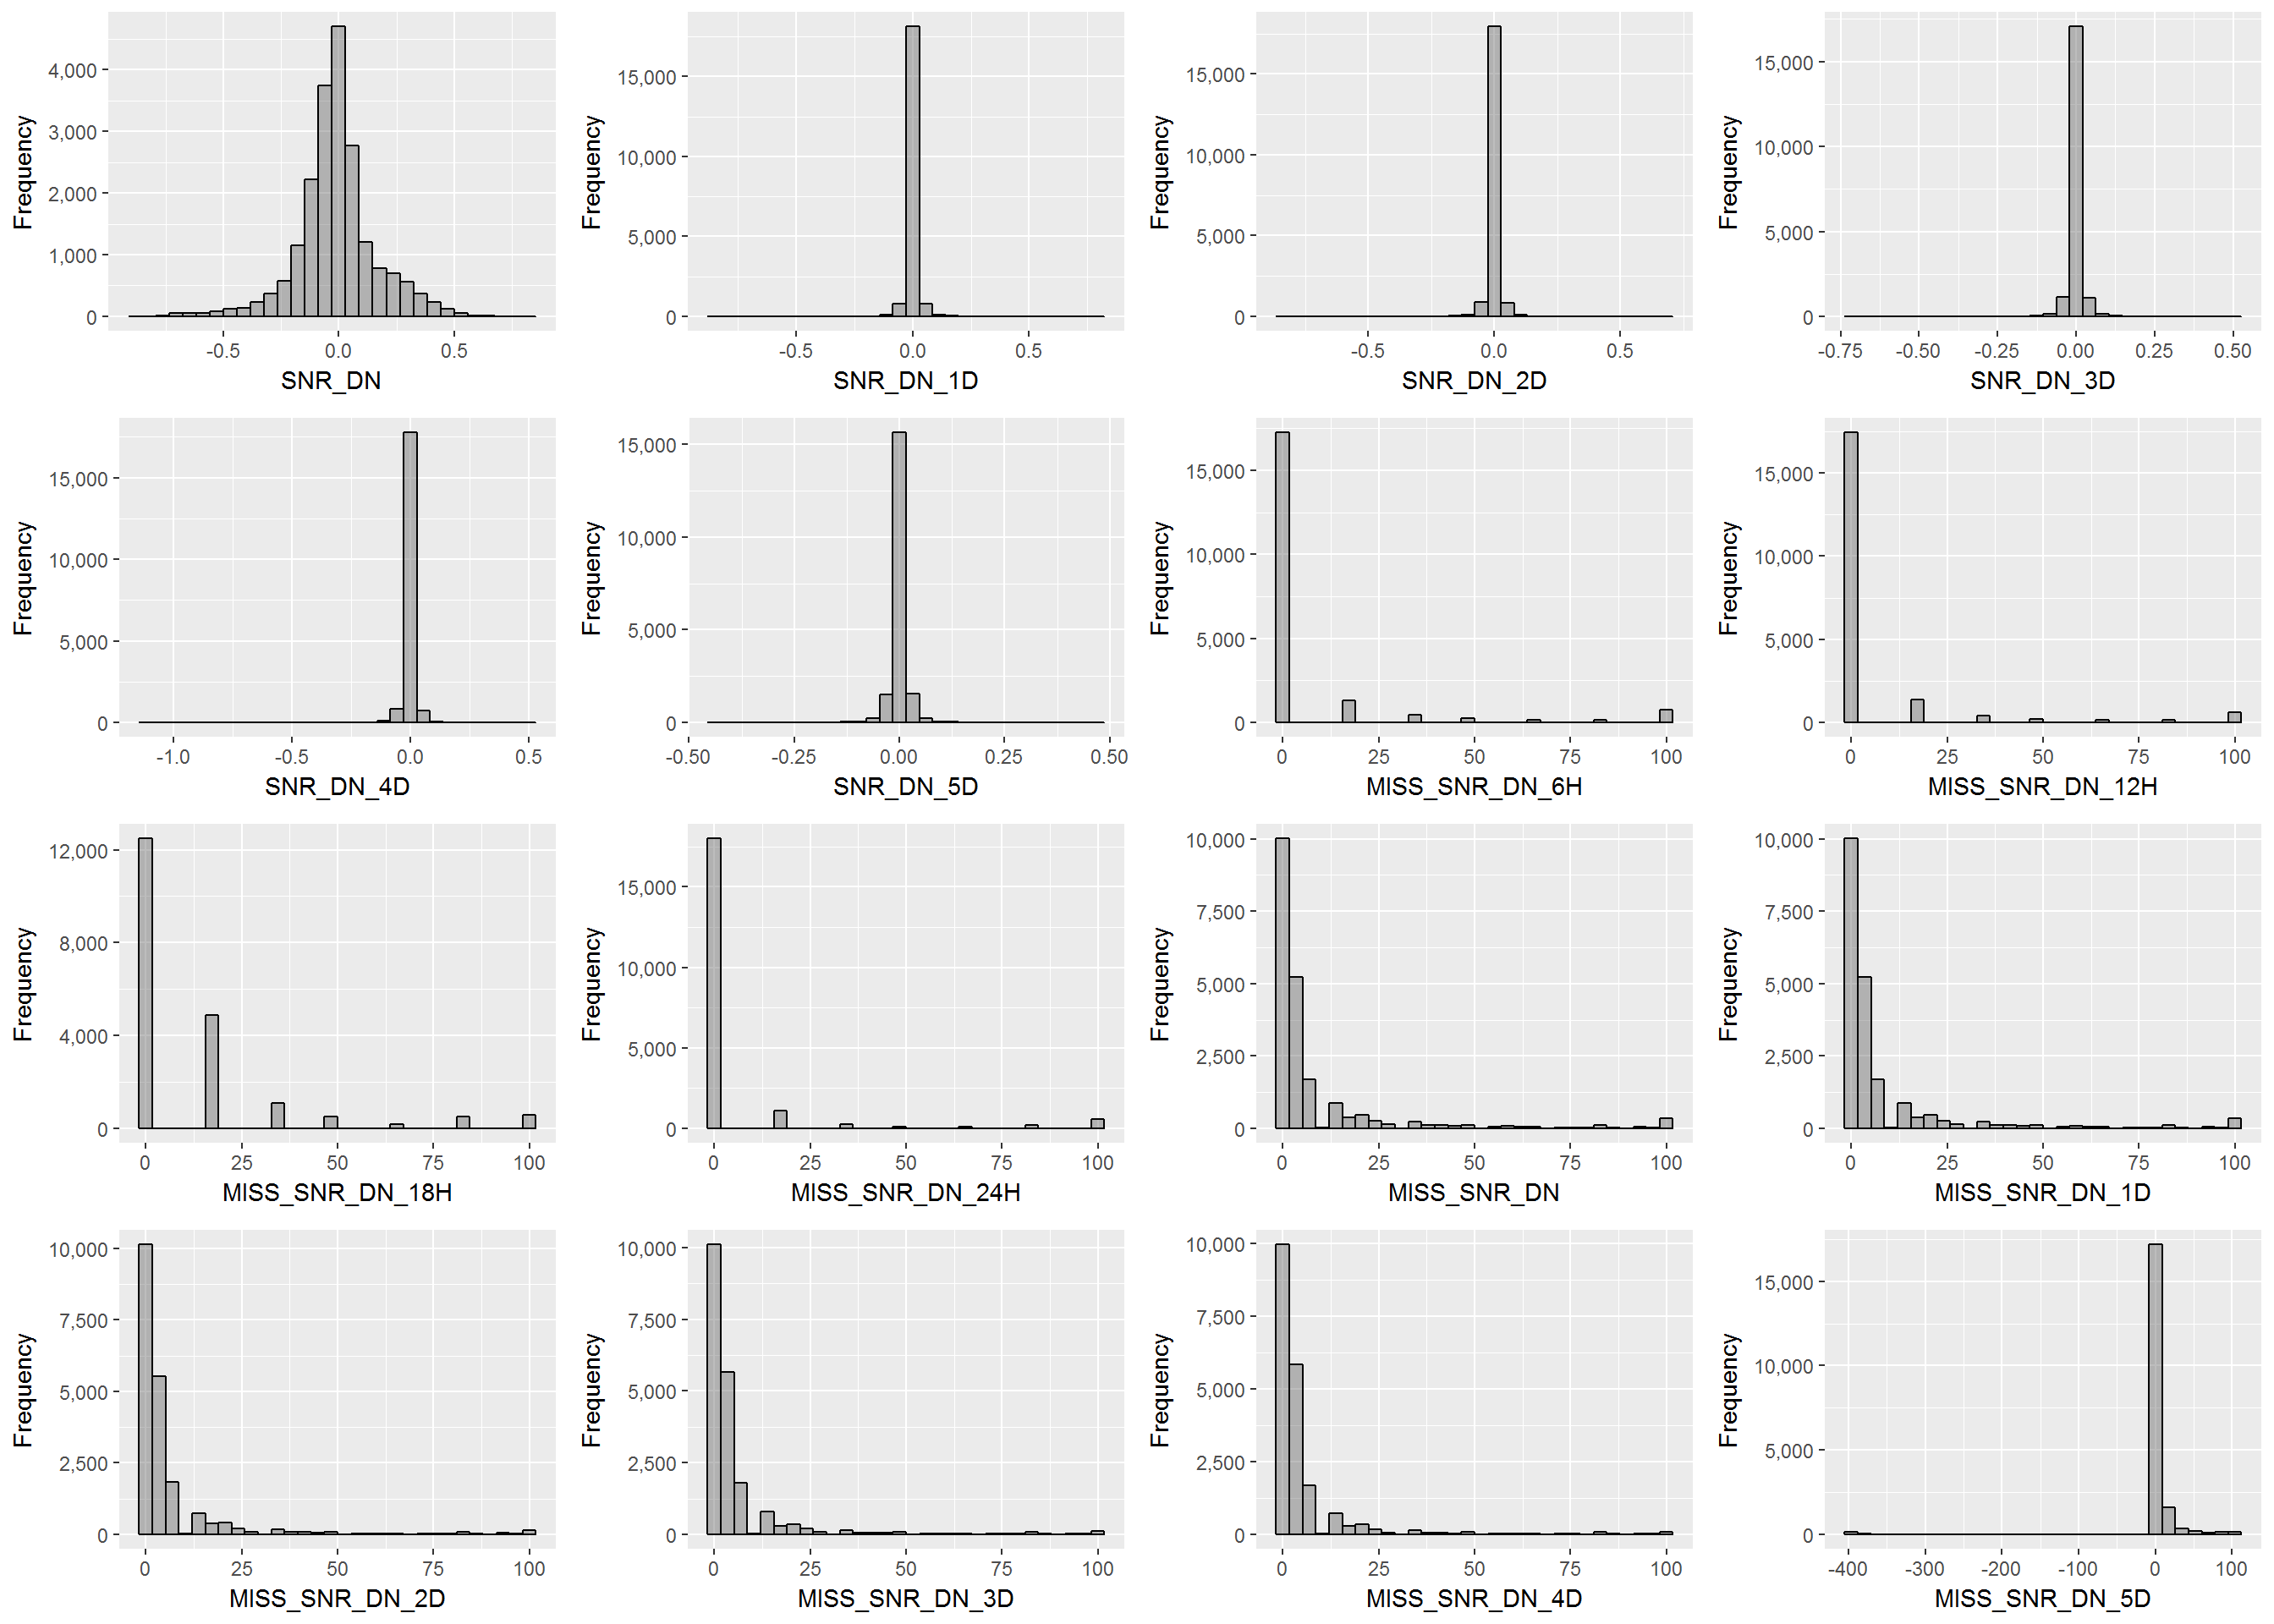 Frequency
4,000
3,000
2,000
1,000
0
-0.5 0.0 0.5
SNR_DN
Frequency
15,000
10,000
5,000
0
-0.5 0.0 0.5
SNR_DN_1D
Frequency
15,000
10,000
5,000
0
-0.5 0.0 0.5
SNR_DN_2D
Frequency
15,000
10,000
5,000
0
-0.75 -0.50 -0.25 0.00 0.25 0.50
SNR_DN_3D
Frequency
15,000
10,000
5,000
0
-1.0 -0.5 0.0 0.5
SNR_DN_4D
Frequency
15,000
10,000
5,000
0
-0.50 -0.25 0.00 0.25 0.50
SNR_DN_5D
Frequency
15,000
10,000
5,000
0
0 25 50 75 100
MISS_SNR_DN_6H
Frequency
15,000
10,000
5,000
0
0 25 50 75 100
MISS_SNR_DN_12H
Frequency
12,000
8,000
4,000
0
0 25 50 75 100
MISS_SNR_DN_18H
Frequency
15,000
10,000
5,000
0
0 25 50 75 100
MISS_SNR_DN_24H
Frequency
10,000
7,500
5,000
2,500
0
0 25 50 75 100
MISS_SNR_DN
Frequency
10,000
7,500
5,000
2,500
0
0 25 50 75 100
MISS_SNR_DN_1D
Frequency
10,000
7,500
5,000
2,500
0
0 25 50 75 100
MISS_SNR_DN_2D
Frequency
10,000
7,500
5,000
2,500
0
0 25 50 75 100
MISS_SNR_DN_3D
Frequency
10,000
7,500
5,000
2,500
0
0 25 50 75 100
MISS_SNR_DN_4D
Frequency
15,000
10,000
5,000
0
-400 -300 -200 -100 0 100
MISS_SNR_DN_5D